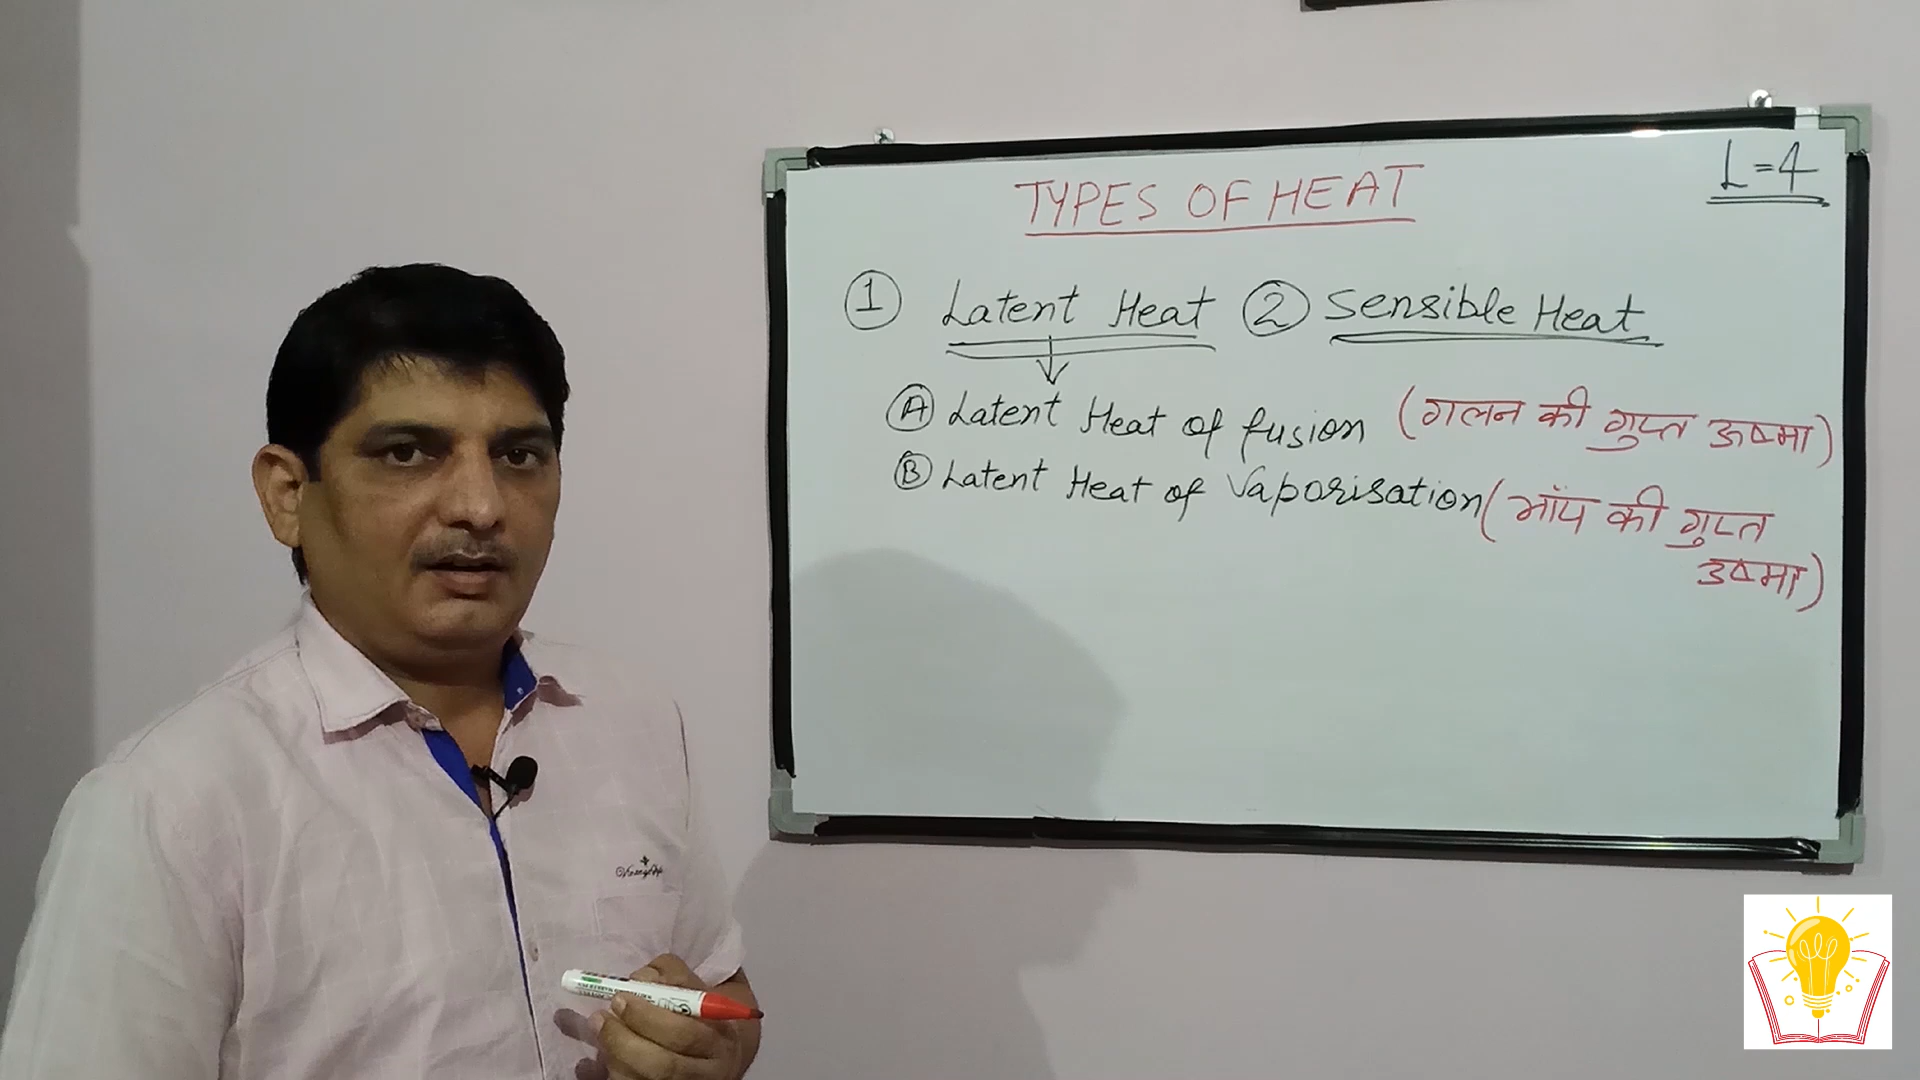 L=4
TYPES OF HEAT
① Latent Heat ② Sensible Heat
Ⓐ Latent Heat of fusion (गलन की गुप्त ऊष्मा)
Ⓑ Latent Heat of Vaporisation (भॉप की गुप्त
उष्मा)